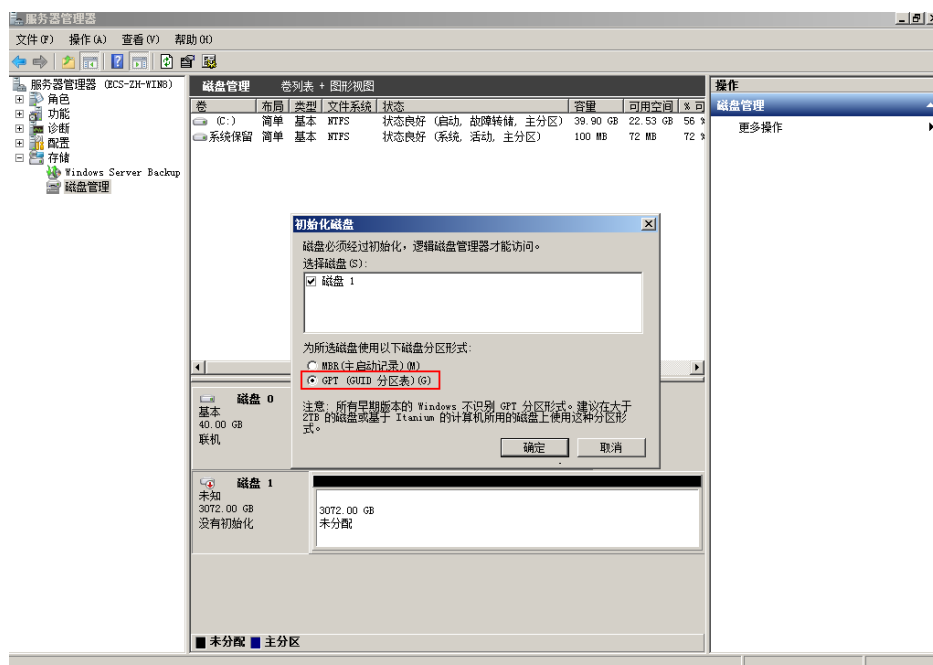 服务器管理器
文件(F) 操作(A) 查看(V) 帮助(H)
服务器管理器 (ECS-ZH-WIN8)
角色
功能
诊断
配置
存储
Windows Server Backup
磁盘管理
磁盘管理 卷列表 + 图形视图
卷 布局 类型 文件系统 状态 容量 可用空间 % 可
(C:) 简单 基本 NTFS 状态良好 (启动, 故障转储, 主分区) 39.90 GB 22.53 GB 56 %
系统保留 简单 基本 NTFS 状态良好 (系统, 活动, 主分区) 100 MB 72 MB 72 %
初始化磁盘
磁盘必须经过初始化，逻辑磁盘管理器才能访问。
选择磁盘(S):
磁盘 1
为所选磁盘使用以下磁盘分区形式:
MBR(主启动记录)(M)
GPT (GUID 分区表)(G)
注意: 所有早期版本的 Windows 不识别 GPT 分区形式。建议在大于
2TB 的磁盘或基于 Itanium 的计算机所用的磁盘上使用这种分区形
式。
确定 取消
磁盘 0
基本
40.00 GB
联机
磁盘 1
未知
3072.00 GB
没有初始化
3072.00 GB
未分配
未分配 主分区
操作
磁盘管理
更多操作